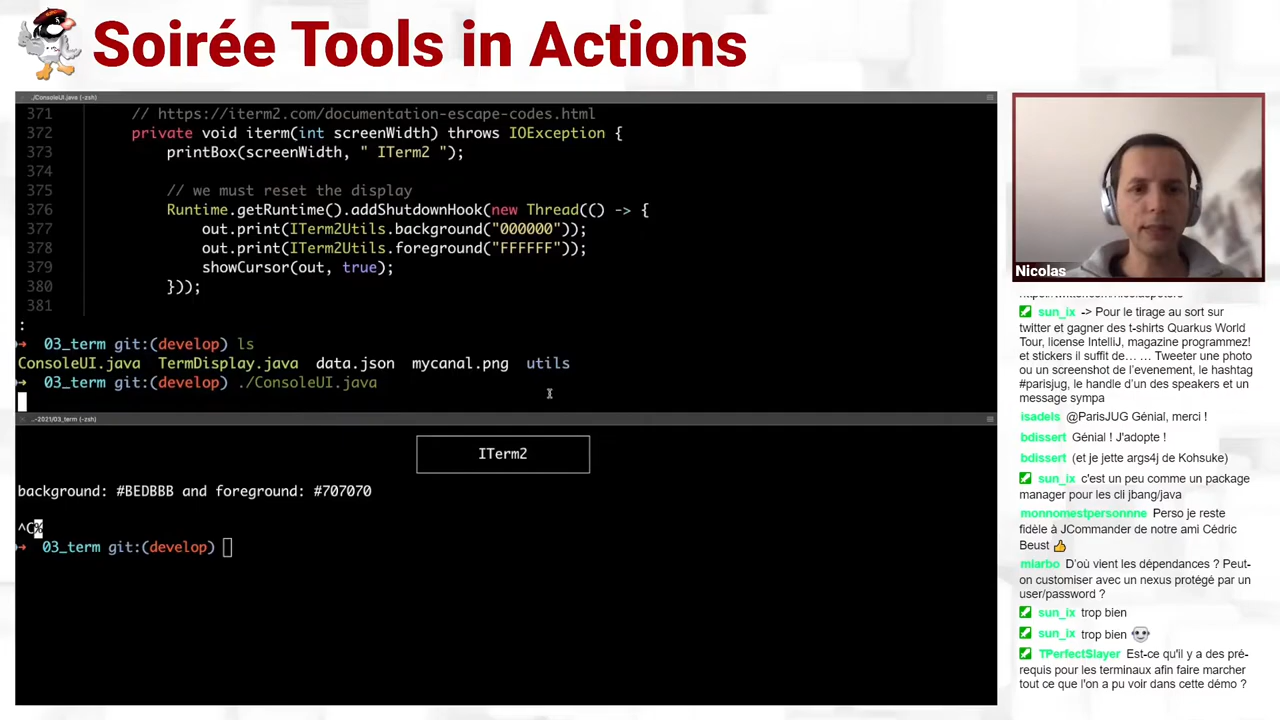 Soirée Tools in Actions
./ConsoleUI.java (-zsh)
371 // https://iterm2.com/documentation-escape-codes.html
372 private void iterm(int screenWidth) throws IOException {
373 printBox(screenWidth, " ITerm2 ");
374
375 // we must reset the display
376 Runtime.getRuntime().addShutdownHook(new Thread(() -> {
377 out.print(ITerm2Utils.background("000000"));
378 out.print(ITerm2Utils.foreground("FFFFFF"));
379 showCursor(out, true);
380 }));
381
:
→ 03_term git:(develop) ls
ConsoleUI.java TermDisplay.java data.json mycanal.png utils
→ 03_term git:(develop) ./ConsoleUI.java
..-2021/03_term (-zsh)
ITerm2
background: #BEDBBB and foreground: #707070
^C%
→ 03_term git:(develop)
Nicolas
sun_ix -> Pour le tirage au sort sur
twitter et gagner des t-shirts Quarkus World
Tour, license IntelliJ, magazine programmez!
et stickers il suffit de… … Tweeter une photo
ou un screenshot de l'evenement, le hashtag
#parisjug, le handle d'un des speakers et un
message sympa
isadels @ParisJUG Génial, merci !
bdissert Génial ! J'adopte !
bdissert (et je jette args4j de Kohsuke)
sun_ix c'est un peu comme un package
manager pour les cli jbang/java
monnomestpersonnne Perso je reste
fidèle à JCommander de notre ami Cédric
Beust 👍
miarbo D'où vient les dépendances ? Peut-
on customiser avec un nexus protégé par un
user/password ?
sun_ix trop bien
sun_ix trop bien 🤖
TPerfectSlayer Est-ce qu'il y a des pré-
requis pour les terminaux afin faire marcher
tout ce que l'on a pu voir dans cette démo ?